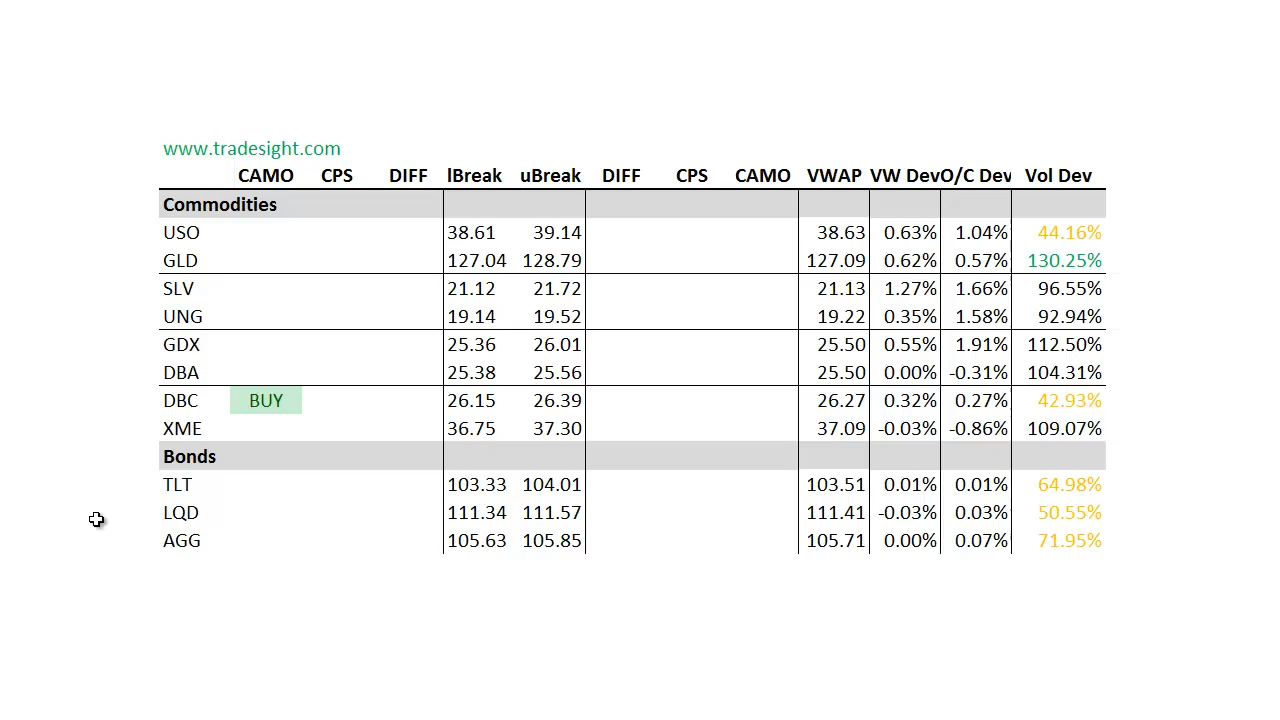 www.tradesight.com
CAMO CPS DIFF lBreak uBreak DIFF CPS CAMO VWAP VW Dev O/C Dev Vol Dev
Commodities
USO 38.61 39.14 38.63 0.63% 1.04% 44.16%
GLD 127.04 128.79 127.09 0.62% 0.57% 130.25%
SLV 21.12 21.72 21.13 1.27% 1.66% 96.55%
UNG 19.14 19.52 19.22 0.35% 1.58% 92.94%
GDX 25.36 26.01 25.50 0.55% 1.91% 112.50%
DBA 25.38 25.56 25.50 0.00% -0.31% 104.31%
DBC BUY 26.15 26.39 26.27 0.32% 0.27% 42.93%
XME 36.75 37.30 37.09 -0.03% -0.86% 109.07%
Bonds
TLT 103.33 104.01 103.51 0.01% 0.01% 64.98%
LQD 111.34 111.57 111.41 -0.03% 0.03% 50.55%
AGG 105.63 105.85 105.71 0.00% 0.07% 71.95%